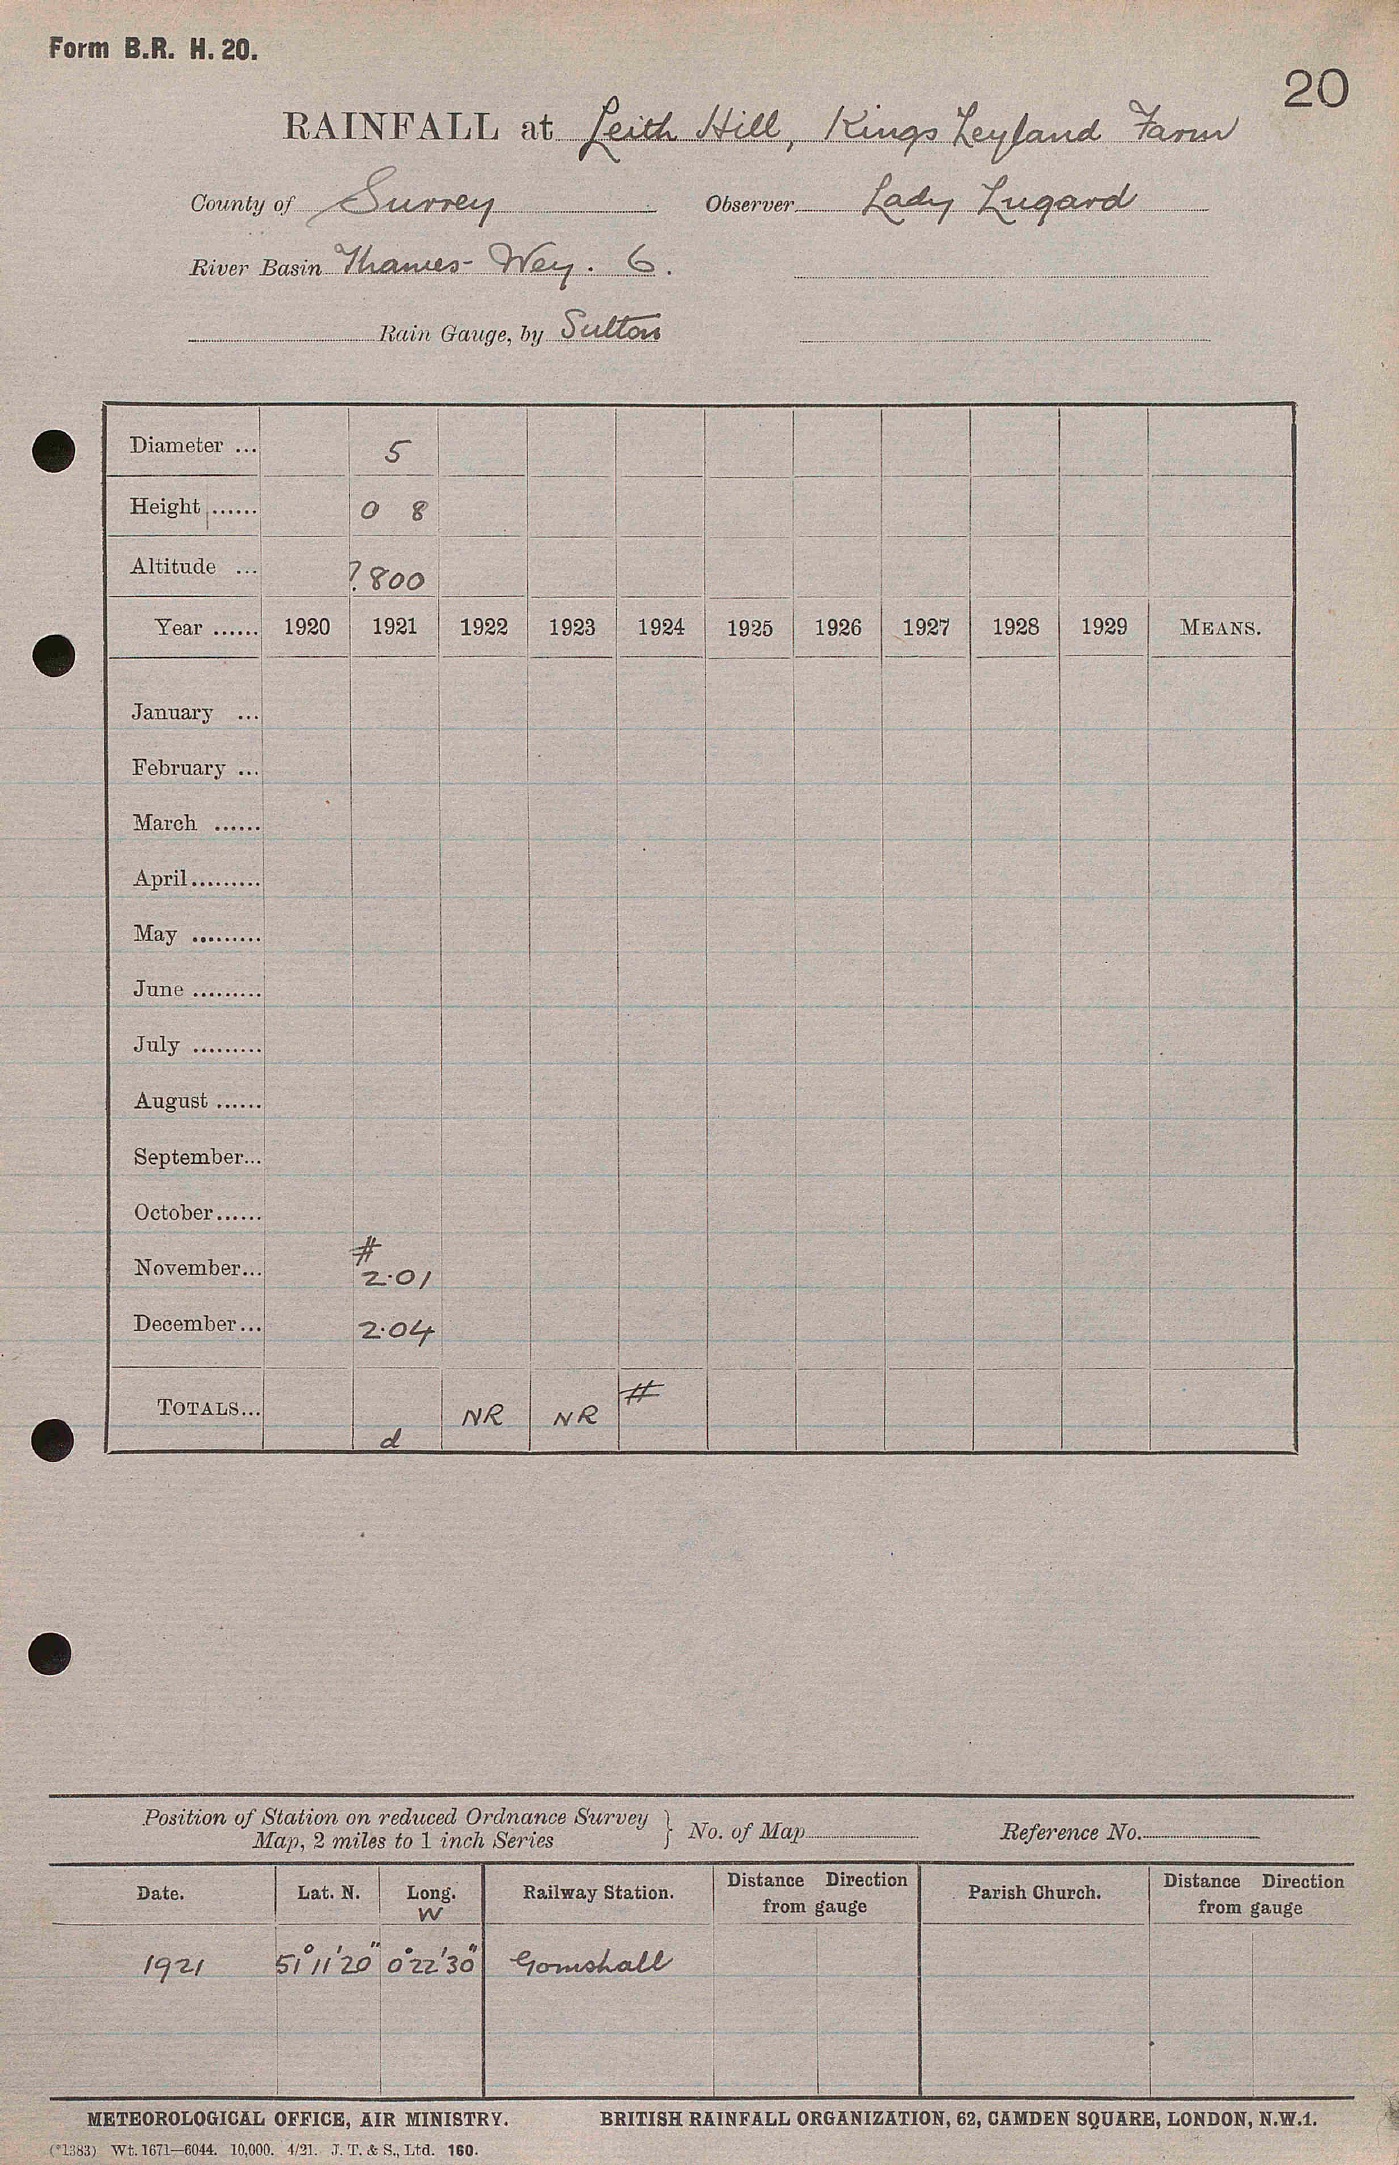 Form B.R. H. 20.
20
RAINFALL at Leith Hill, Kings Leyland Farm
County of Surrey Observer Lady Lugard
River Basin Thames - Wey. 6.
Rain Gauge, by Sutton
Diameter ... 5
Height ...... 0 8
Altitude ... ?800
Year ...... 1920 1921 1922 1923 1924 1925 1926 1927 1928 1929 MEANS.
January ...
February ...
March ......
April.........
May .........
June .........
July .........
August ......
September...
October......
#
November... 2.01
December... 2.04
TOTALS... NR NR #
d
Position of Station on reduced Ordnance Survey
Map, 2 miles to 1 inch Series } No. of Map Reference No.
Date. Lat. N. Long. W Railway Station. Distance Direction from gauge Parish Church. Distance Direction from gauge
1921 51° 11' 20" 0° 22' 30" Gomshall
METEOROLOGICAL OFFICE, AIR MINISTRY. BRITISH RAINFALL ORGANIZATION, 62, CAMDEN SQUARE, LONDON, N.W.1.
(*1383) Wt. 1671—6044. 10,000. 4/21. J. T. & S., Ltd. 160.